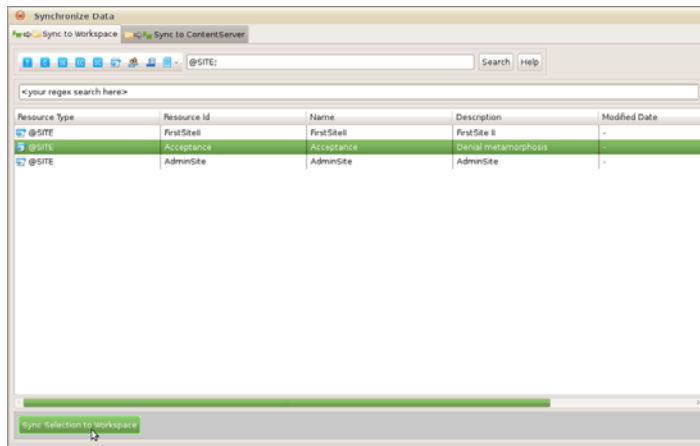 Synchronize Data
Sync to Workspace Sync to ContentServer
@SITE; Search Help
<your regex search here>
Resource Type Resource Id Name Description Modified Date
@SITE FirstSiteII FirstSiteII FirstSite II -
@SITE Acceptance Acceptance Denial metamorphosis -
@SITE AdminSite AdminSite AdminSite -
Sync Selection to Workspace